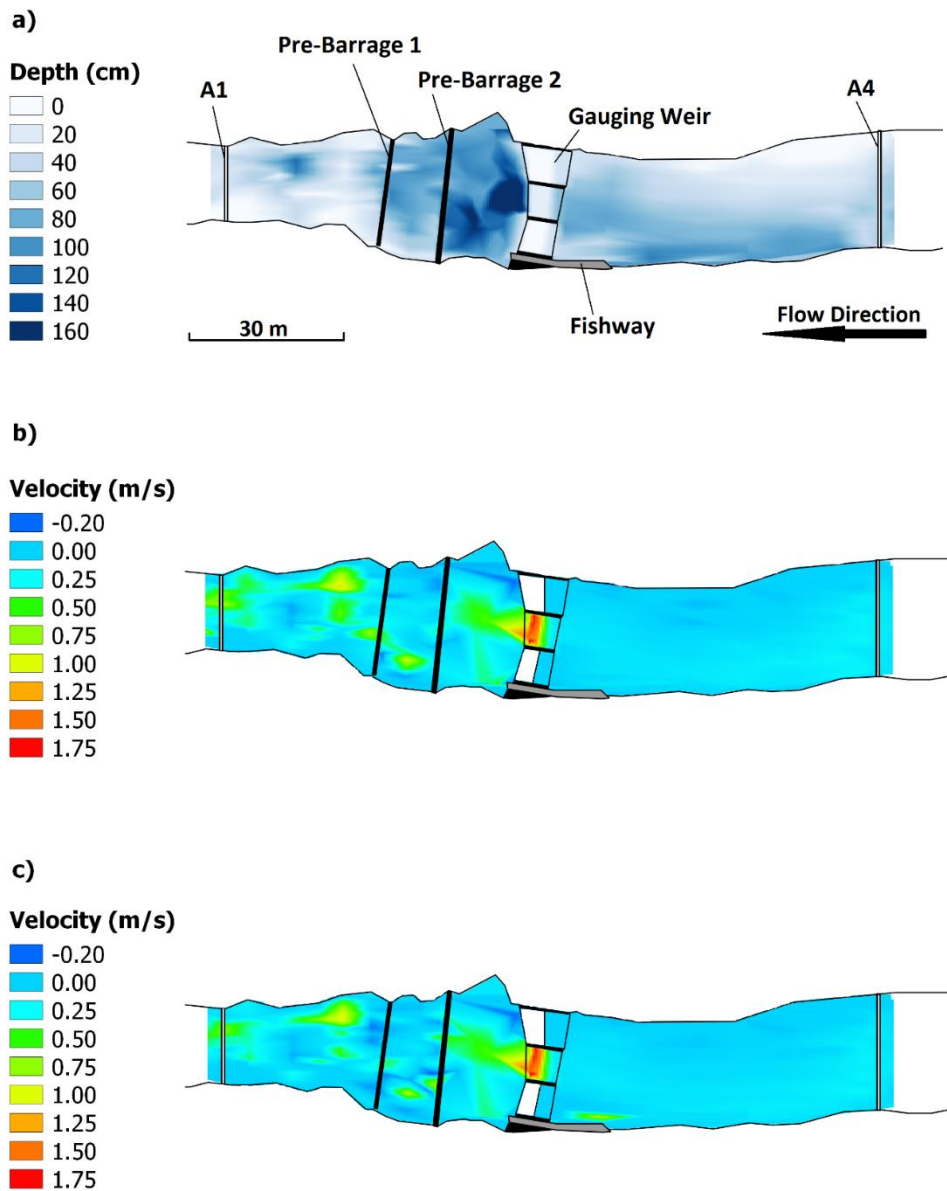 a)
Pre-Barrage 1
Depth (cm)
Pre-Barrage 2
A1
A4
0
Gauging Weir
20
40
60
80
100
120
140
Fishway
Flow Direction
160
30 m
b)
Velocity (m/s)
-0.20
0.00
0.25
0.50
0.75
1.00
1.25
1.50
1.75
c)
Velocity (m/s)
-0.20
0.00
0.25
0.50
0.75
1.00
1.25
1.50
1.75